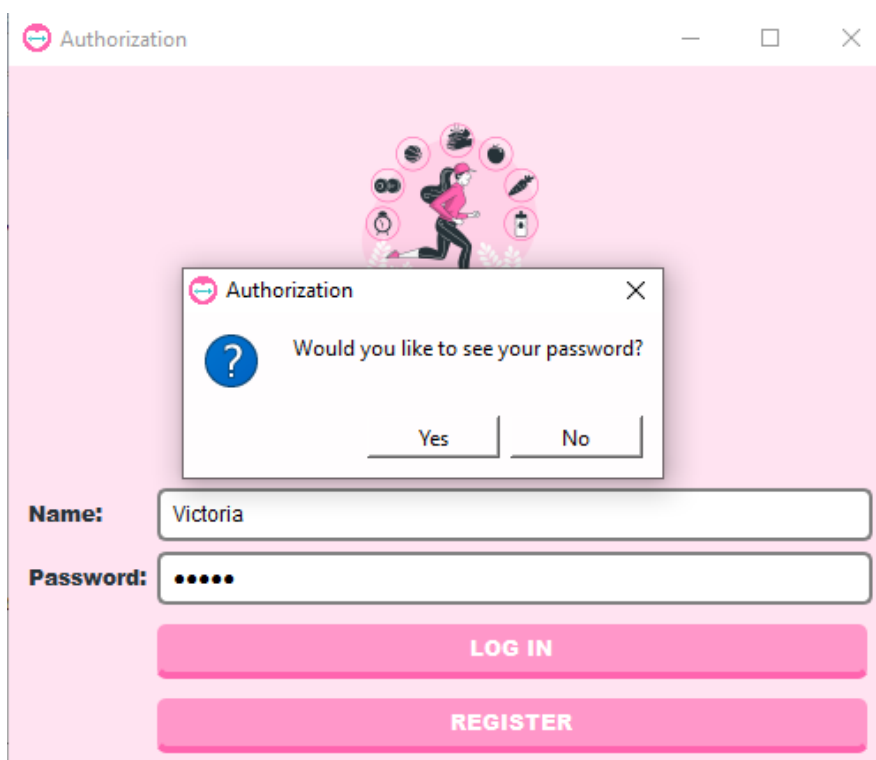 Authorization
Authorization
Would you like to see your password?
Yes No
Name: Victoria
Password: •••••
LOG IN
REGISTER